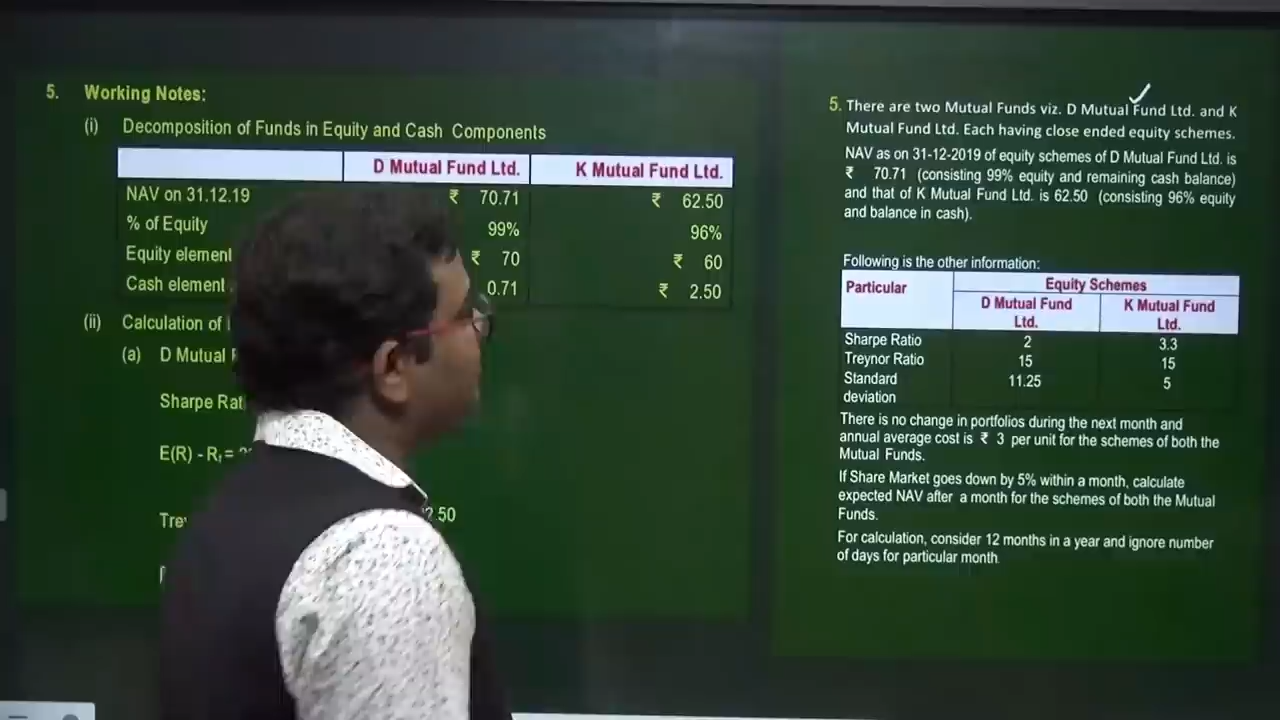 5. Working Notes:
(i) Decomposition of Funds in Equity and Cash Components
D Mutual Fund Ltd. K Mutual Fund Ltd.
NAV on 31.12.19 ₹ 70.71 ₹ 62.50
% of Equity 99% 96%
Equity element ₹ 70 ₹ 60
Cash element 0.71 ₹ 2.50
(ii) Calculation of
(a) D Mutual
Sharpe
E(R) - Rf =
2.50
5. There are two Mutual Funds viz. D Mutual Fund Ltd. and K
Mutual Fund Ltd. Each having close ended equity schemes.
NAV as on 31-12-2019 of equity schemes of D Mutual Fund Ltd. is
₹ 70.71 (consisting 99% equity and remaining cash balance)
and that of K Mutual Fund Ltd. is 62.50 (consisting 96% equity
and balance in cash).
Following is the other information:
Particular Equity Schemes
D Mutual Fund Ltd. K Mutual Fund Ltd.
Sharpe Ratio 2 3.3
Treynor Ratio 15 15
Standard deviation 11.25 5
There is no change in portfolios during the next month and
annual average cost is ₹ 3 per unit for the schemes of both the
Mutual Funds.
If Share Market goes down by 5% within a month, calculate
expected NAV after a month for the schemes of both the Mutual
Funds.
For calculation, consider 12 months in a year and ignore number
of days for particular month.